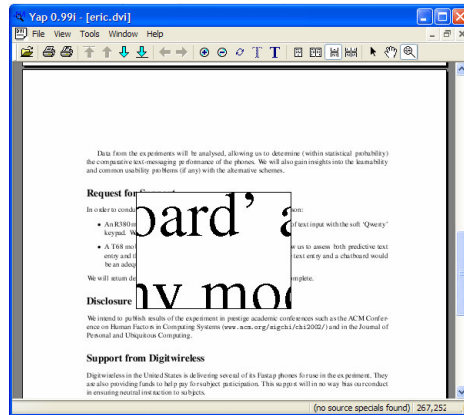 Yap 0.99i - [eric.dvi]
File View Tools Window Help
Data from the experiments will be analysed, allowing us to determine (within statistical probability)
the comparative text-messaging performance of the phones. We will also gain insights into the learnability
and common usability problems (if any) with the alternative schemes.
Request for
In order to condu on:
• An R380 m of text input with the soft 'Qwerty'
keypad. W
• A T68 mo w us to assess both predictive text
entry and t text entry and a chatboard would
be an adeq
We will return de mplete.
board' a
ny mod
Disclosure
We intend to publish results of the experiment in prestige academic conferences such as the ACM Confer-
ence on Human Factors in Computing Systems (www.acm.org/sigchi/chi2002/) and in the Journal of
Personal and Ubiquitous Computing.
Support from Digitwireless
Digitwireless in the United States is delivering several of its Fastap phones for use in the experiment. They
are also providing funds to help pay for subject participation. This support will in no way bias our conduct
in ensuring neutral instruction to subjects.
(no source specials found) 267,252